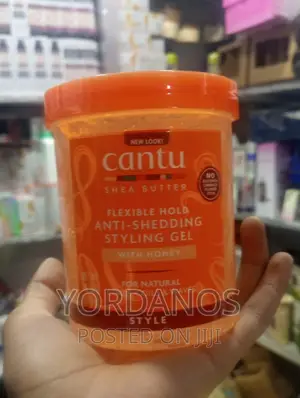 NEW LOOK!
cantu
SHEA BUTTER
FLEXIBLE HOLD
ANTI-SHEDDING
STYLING GEL
WITH HONEY
NO
FOR NATURAL
STYLE
YORDANOS
POSTED ON JIJI